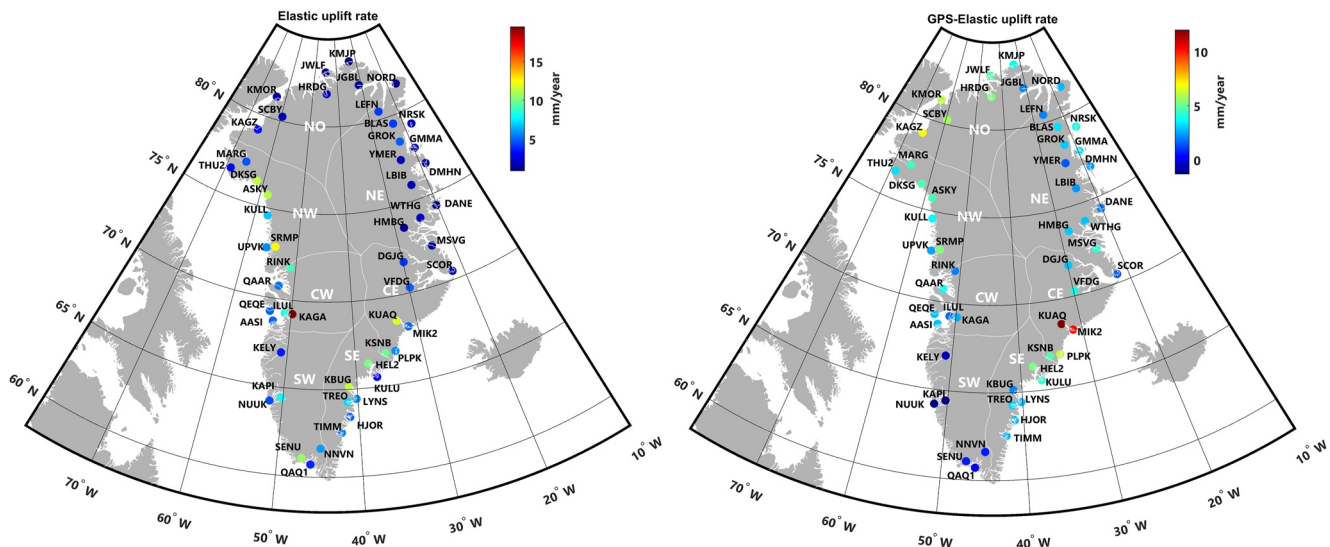 Elastic uplift rate
KMJP
JWLF
JGBL
NORD
HRDG
KMOR
SCBY
LEFN
KAGZ
NO
BLAS
NRSK
GROK
GMMA
MARG
YMER
THU2
DMHN
DKSG
LBIB
ASKY
NE
WTHG
DANE
KULL
NW
HMBG
SRMP
UPVK
MSVG
RINK
DGJG
SCOR
QAAR
VFDG
CW
CE
QEQE
ILUL
KAGA
AASI
KUAQ
MIK2
KSNB
KELY
SE
PLPK
HEL2
SW
KULU
KAPI
KBUG
NUUK
TREO
LYNS
HJOR
TIMM
SENU
NNVN
QAQ1
80°N
75°N
70°N
65°N
60°N
70°W
60°W
50°W
40°W
30°W
20°W
10°W
15
10
5
mm/year
GPS-Elastic uplift rate
KMJP
JWLF
JGBL
NORD
HRDG
KMOR
SCBY
LEFN
KAGZ
NO
BLAS
NRSK
GROK
GMMA
MARG
YMER
THU2
DMHN
DKSG
LBIB
ASKY
NE
DANE
KULL
NW
WTHG
HMBG
SRMP
UPVK
MSVG
RINK
DGJG
SCOR
QAAR
VFDG
CW
CE
QEQE
ILUL
KAGA
AASI
KUAQ
MIK2
KSNB
KELY
SE
PLPK
HEL2
SW
KULU
KAPI
KBUG
NUUK
TREO
LYNS
HJOR
TIMM
NNVN
SENU
QAQ1
80°N
75°N
70°N
65°N
60°N
70°W
60°W
50°W
40°W
30°W
20°W
10°W
10
5
0
mm/year